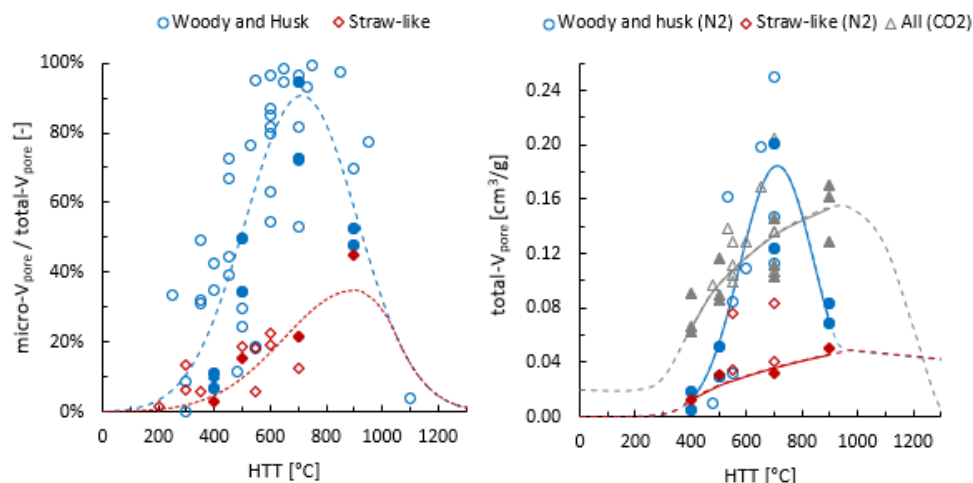 Woody and Husk Straw-like
100%
80%
60%
40%
20%
0%
micro-Vpore / total-Vpore [-]
0 200 400 600 800 1000 1200
HTT [°C]
Woody and husk (N2) Straw-like (N2) All (CO2)
0.24
0.20
0.16
0.12
0.08
0.04
0.00
total-Vpore [cm³/g]
0 200 400 600 800 1000 1200
HTT [°C]